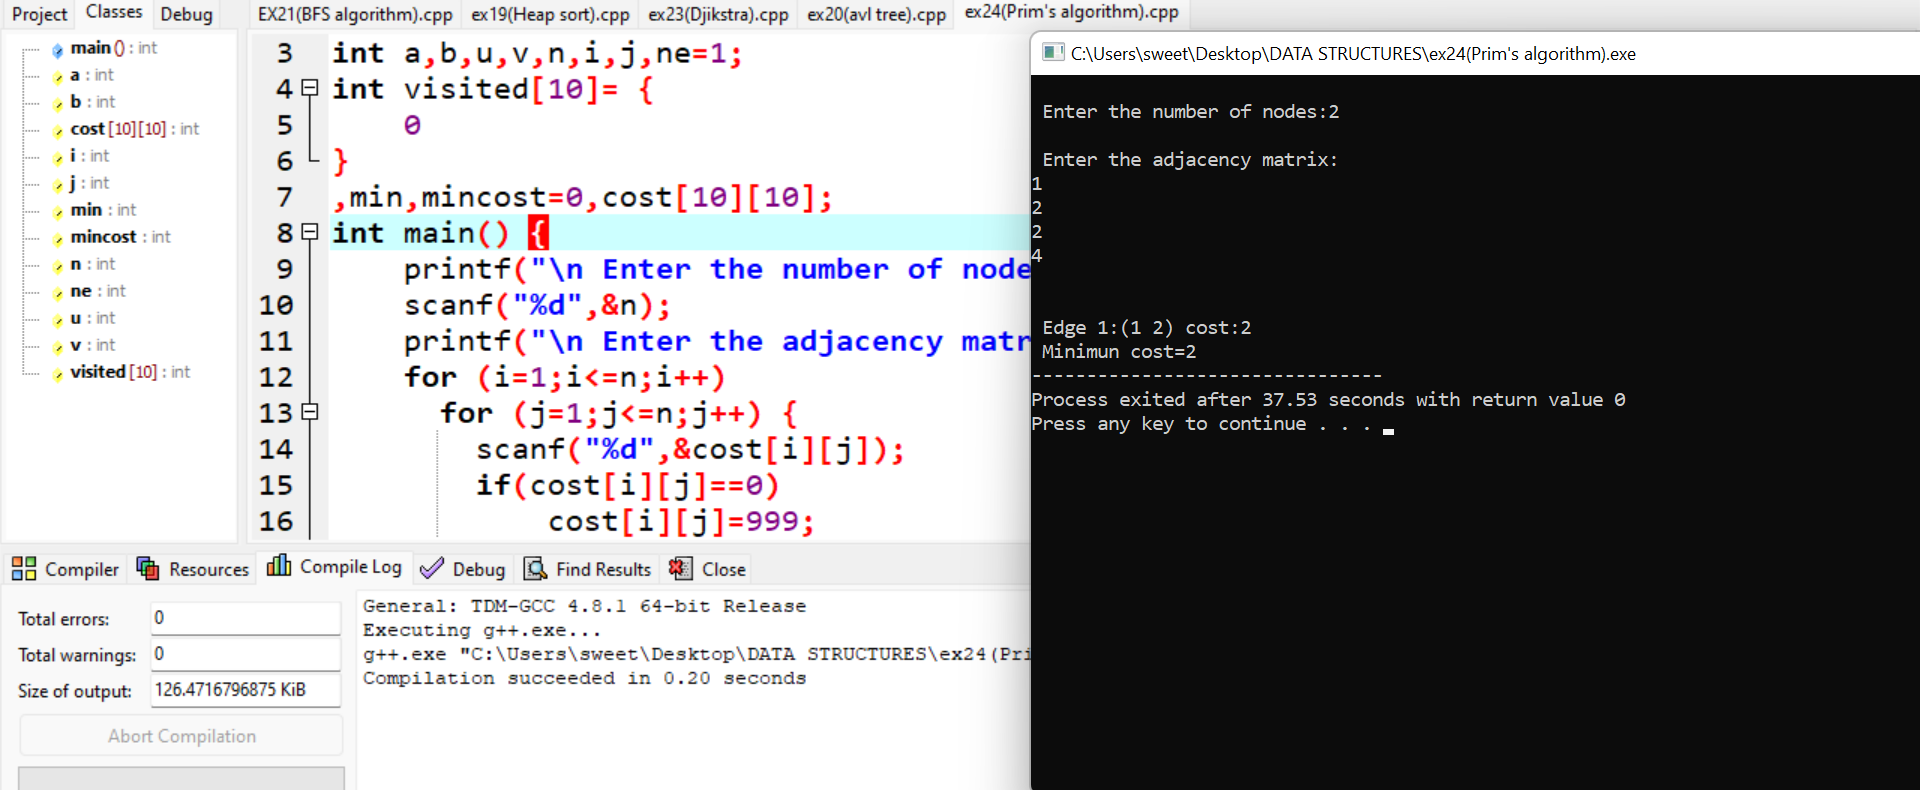 Project Classes Debug
EX21(BFS algorithm).cpp ex19(Heap sort).cpp ex23(Djikstra).cpp ex20(avl tree).cpp ex24(Prim's algorithm).cpp
main () : int
a : int
b : int
cost [10][10] : int
i : int
j : int
min : int
mincost : int
n : int
ne : int
u : int
v : int
visited [10] : int
3 int a,b,u,v,n,i,j,ne=1;
4 int visited[10]= {
5 0
6 }
7 ,min,mincost=0,cost[10][10];
8 int main() {
9 printf("\n Enter the number of node
10 scanf("%d",&n);
11 printf("\n Enter the adjacency matr
12 for (i=1;i<=n;i++)
13 for (j=1;j<=n;j++) {
14 scanf("%d",&cost[i][j]);
15 if(cost[i][j]==0)
16 cost[i][j]=999;
C:\Users\sweet\Desktop\DATA STRUCTURES\ex24(Prim's algorithm).exe
Enter the number of nodes:2
Enter the adjacency matrix:
1
2
2
4
Edge 1:(1 2) cost:2
Minimun cost=2
--------------------------------
Process exited after 37.53 seconds with return value 0
Press any key to continue . . .
Compiler Resources Compile Log Debug Find Results Close
Total errors: 0
Total warnings: 0
Size of output: 126.4716796875 KiB
Abort Compilation
General: TDM-GCC 4.8.1 64-bit Release
Executing g++.exe...
g++.exe "C:\Users\sweet\Desktop\DATA STRUCTURES\ex24(Pri
Compilation succeeded in 0.20 seconds